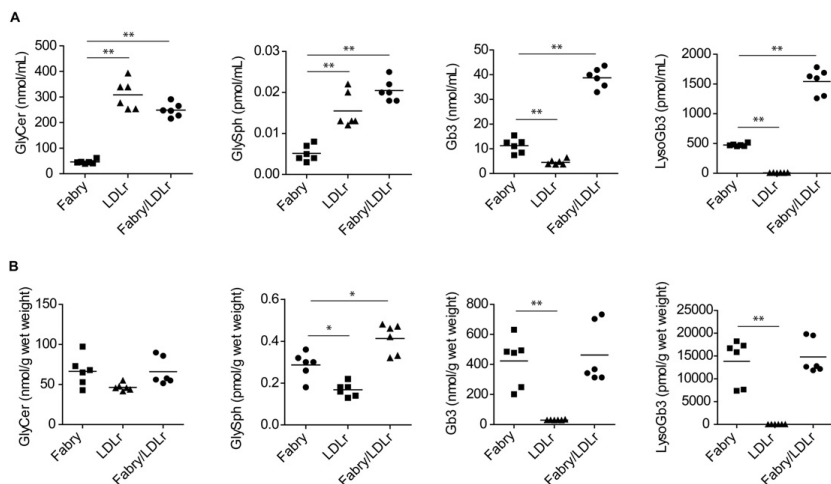 A
GlyCer (nmol/mL)
500
400
300
200
100
0
**
**
Fabry
LDLr
Fabry/LDLr
GlySph (pmol/mL)
0.03
0.02
0.01
0.00
**
**
Fabry
LDLr
Fabry/LDLr
Gb3 (nmol/mL)
50
40
30
20
10
0
**
**
Fabry
LDLr
Fabry/LDLr
LysoGb3 (pmol/mL)
2000
1500
1000
500
0
**
**
Fabry
LDLr
Fabry/LDLr
B
GlyCer (nmol/g wet weight)
150
100
50
0
Fabry
LDLr
Fabry/LDLr
GlySph (pmol/g wet weight)
0.6
0.4
0.2
0.0
*
*
Fabry
LDLr
Fabry/LDLr
Gb3 (nmol/g wet weight)
800
600
400
200
0
**
Fabry
LDLr
Fabry/LDLr
LysoGb3 (pmol/g wet weight)
25000
20000
15000
10000
5000
0
**
Fabry
LDLr
Fabry/LDLr